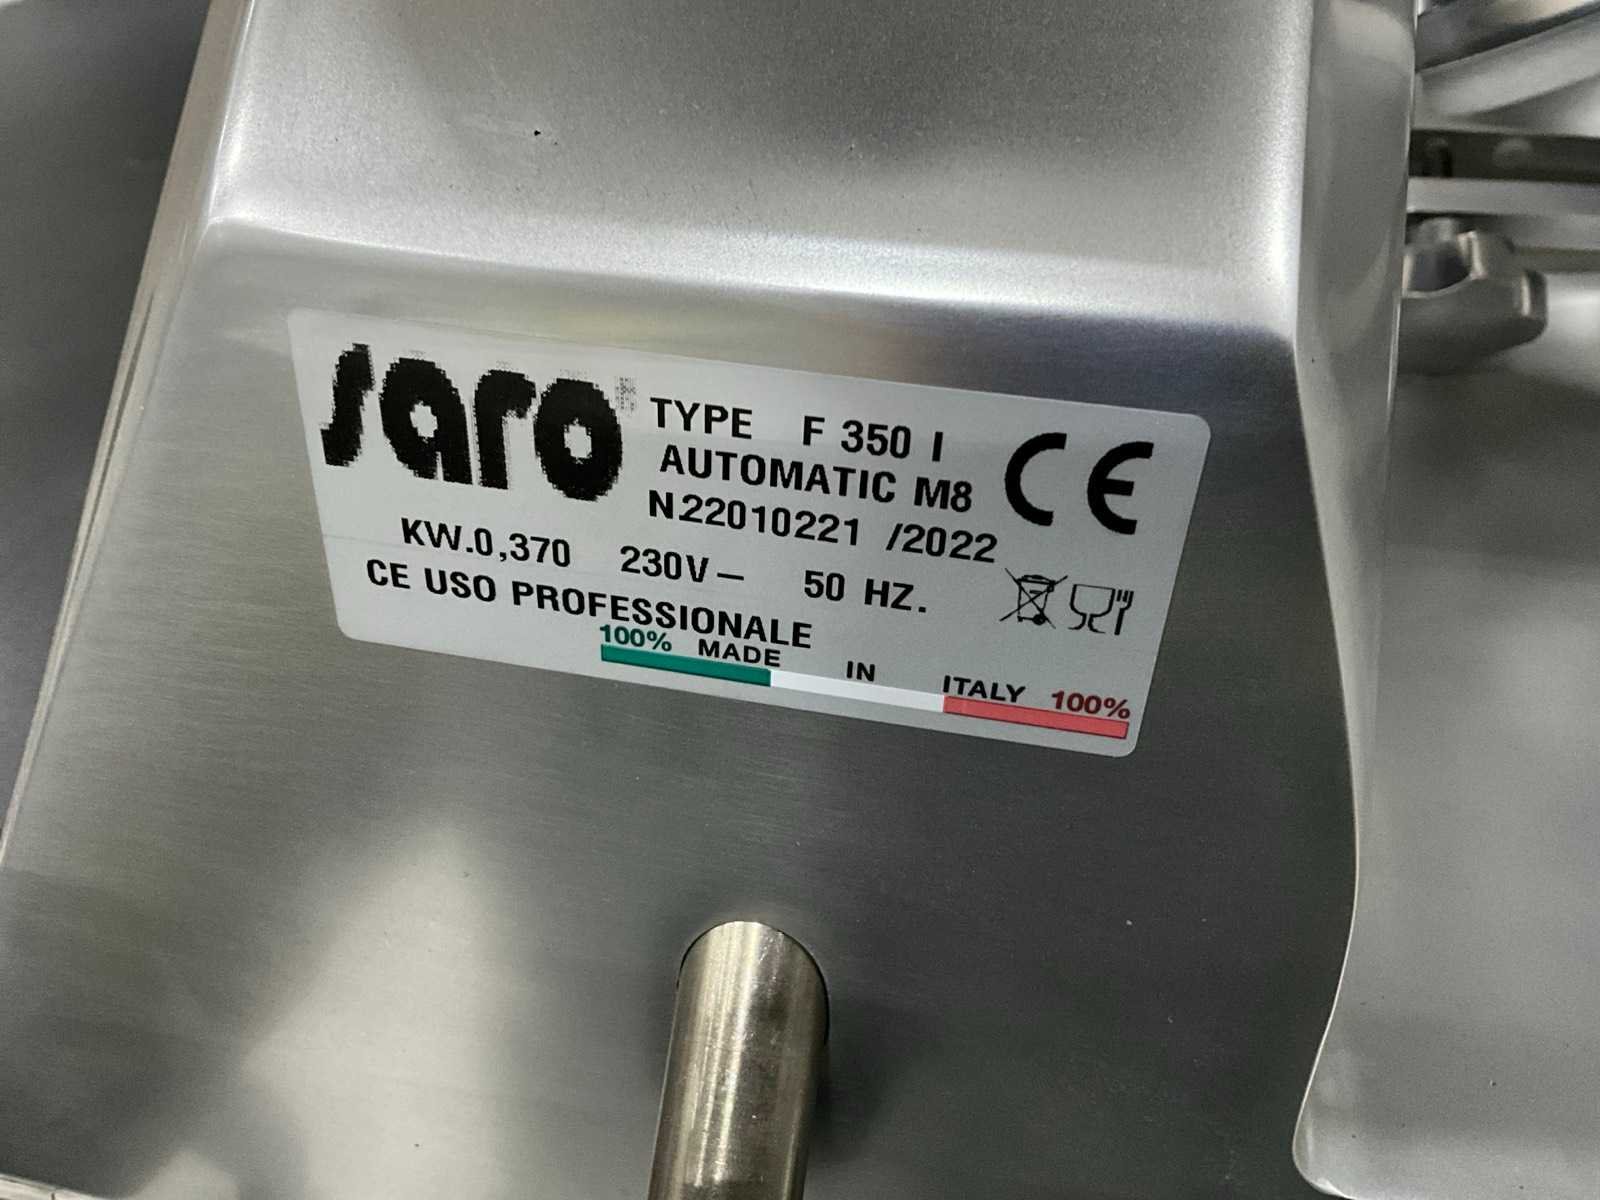 saro®
TYPE F 350 I
AUTOMATIC M8
N.22010221 /2022
KW.0,370 230V– 50 HZ.
CE USO PROFESSIONALE
100% MADE IN ITALY 100%
CE